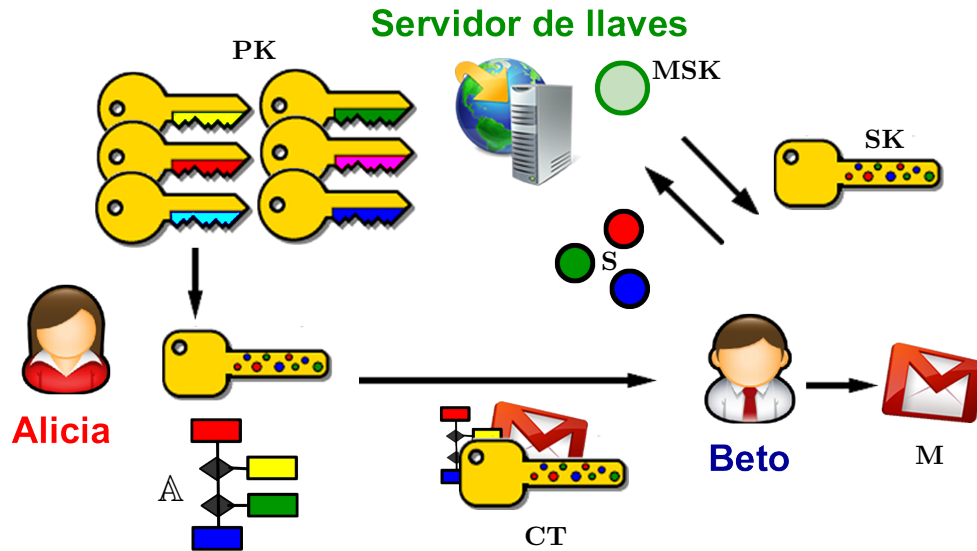 Servidor de llaves
PK
MSK
SK
S
Alicia
𝔸
Beto
M
CT